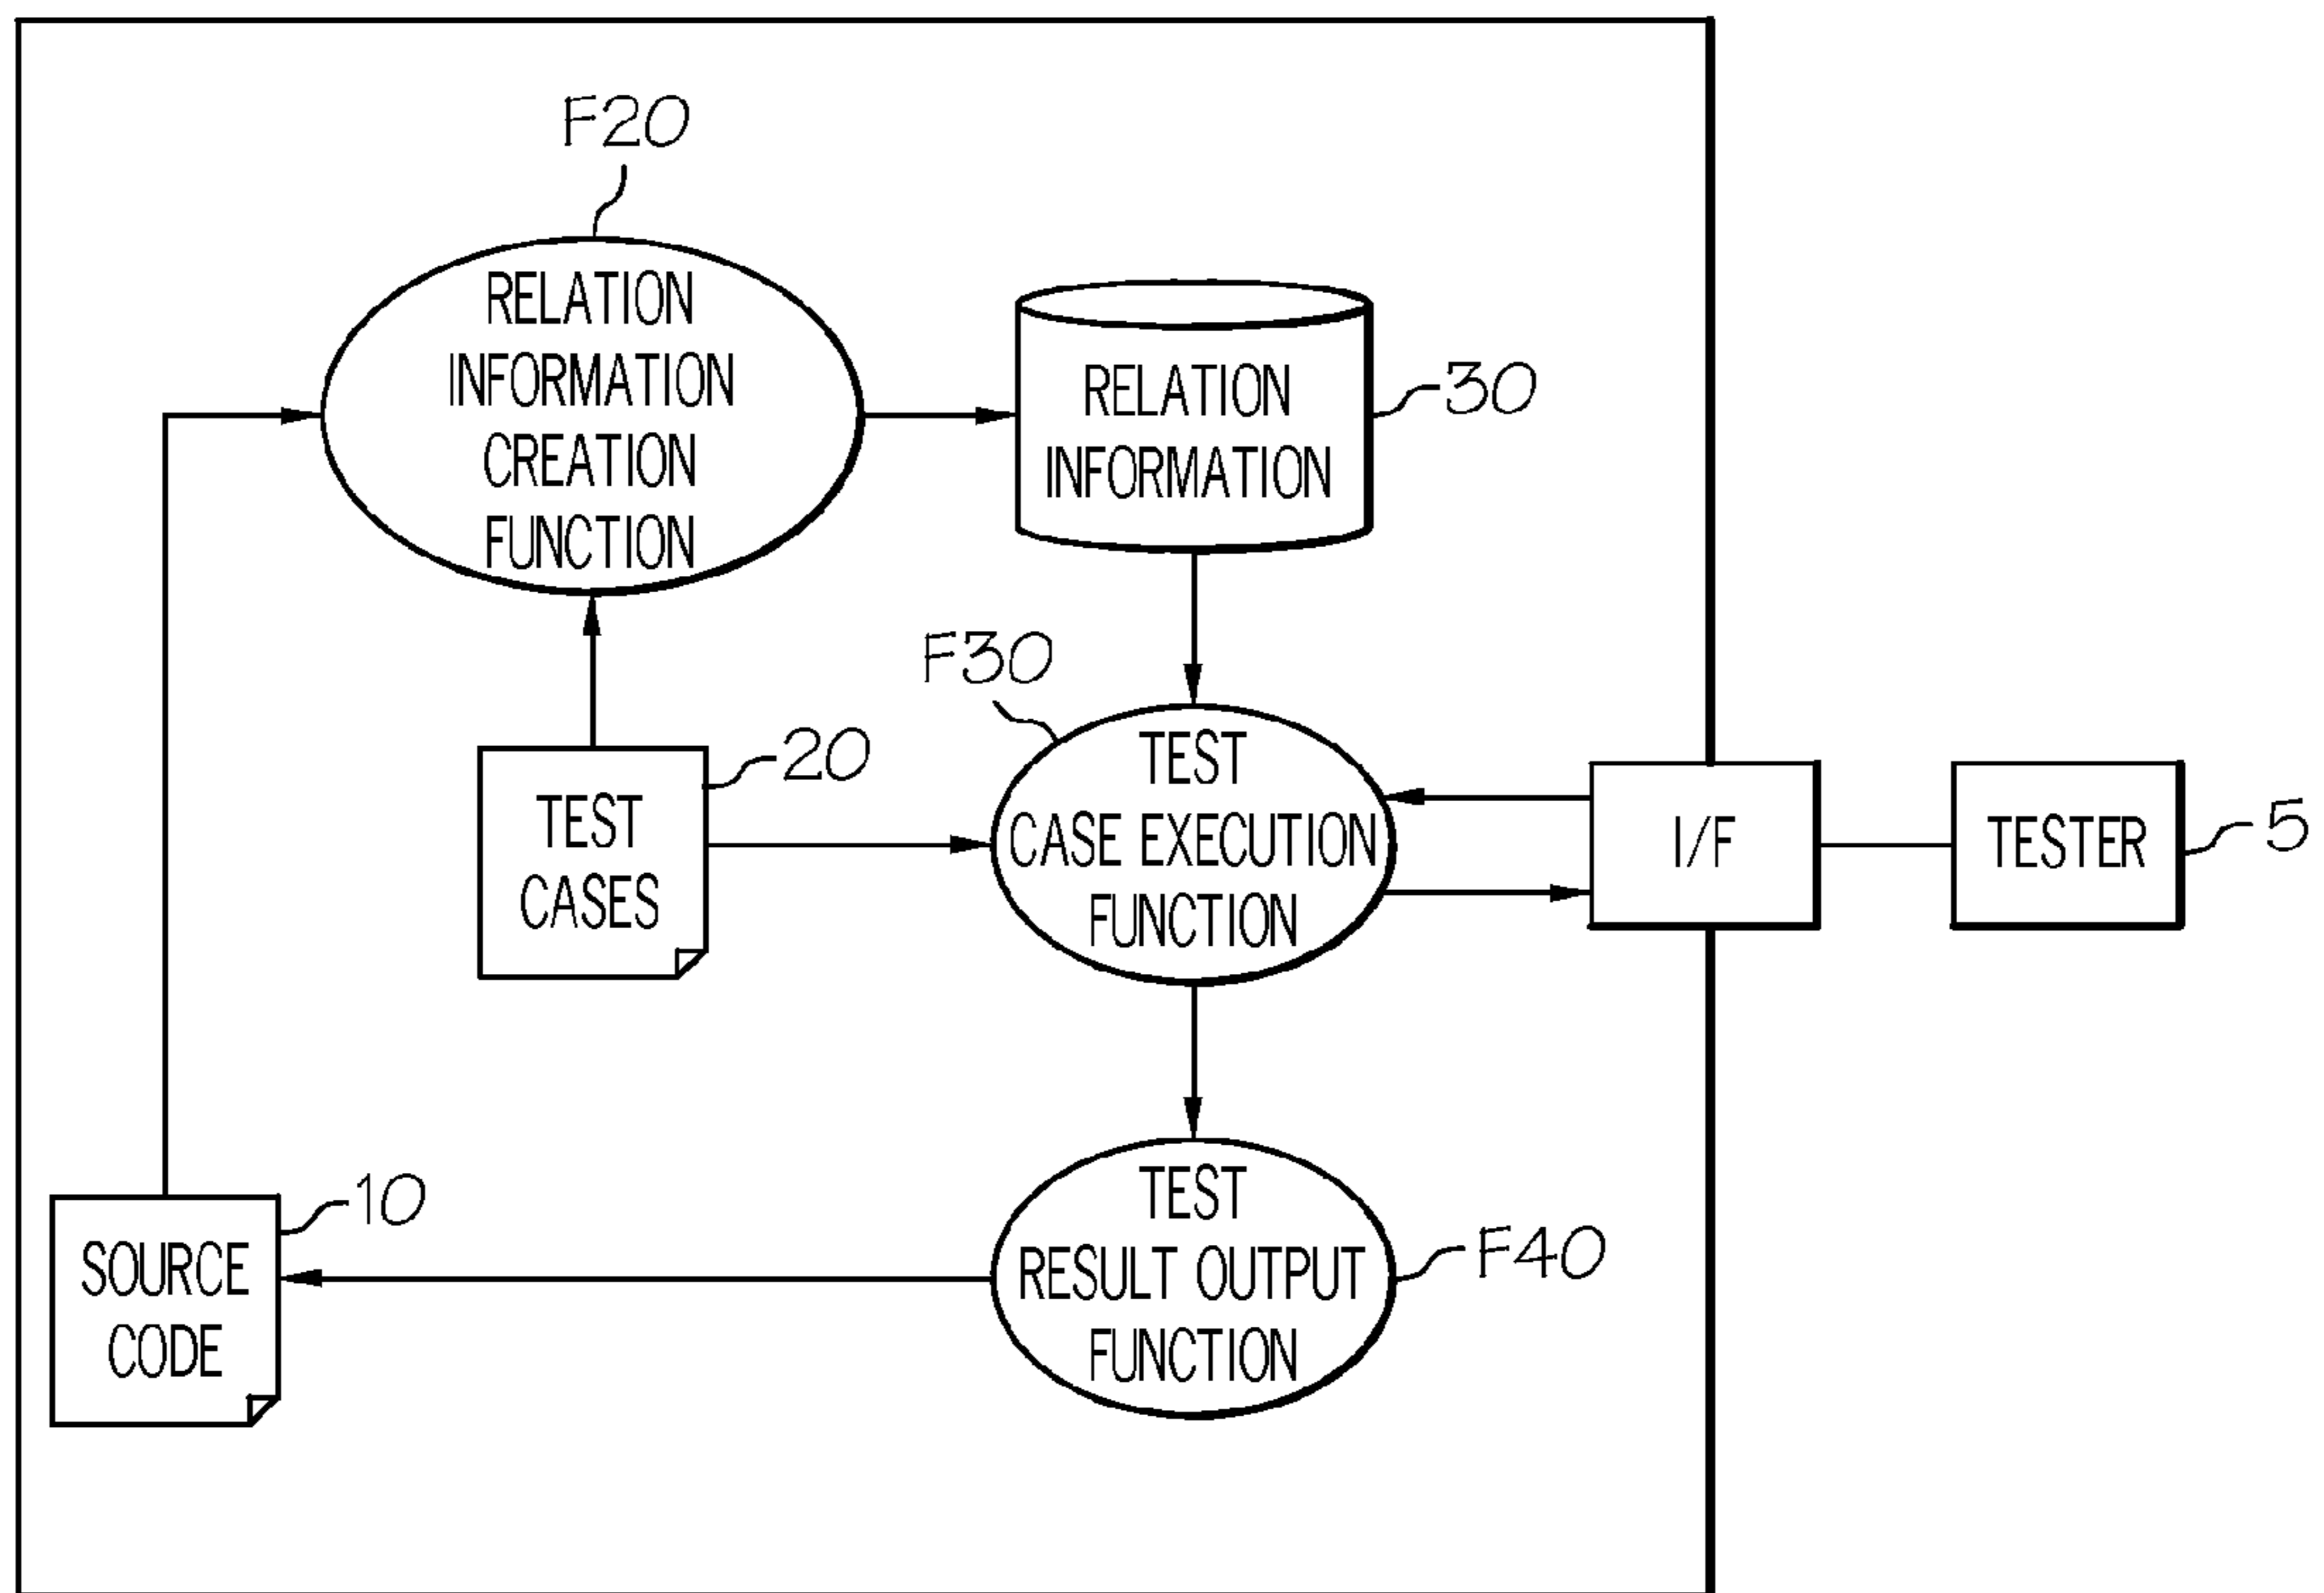 F20
RELATION
INFORMATION
CREATION
FUNCTION
RELATION
INFORMATION
30
F30
TEST
CASE EXECUTION
FUNCTION
20
TEST
CASES
I/F
TESTER
5
10
SOURCE
CODE
TEST
RESULT OUTPUT
FUNCTION
F40